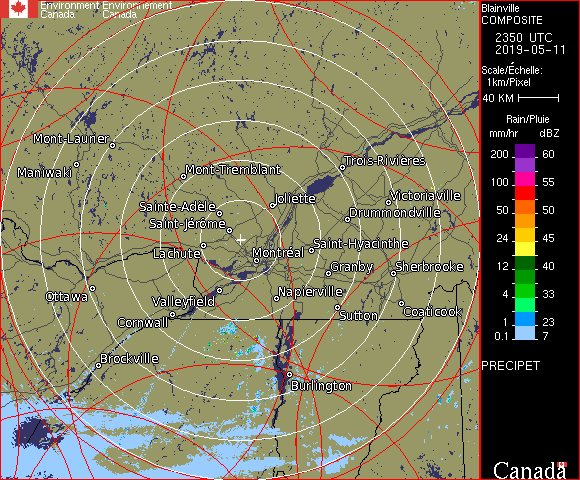 Environment Environnement
Canada Canada
Blainville
COMPOSITE
2350 UTC
2019-05-11
Scale/Échelle:
1km/Pixel
40 KM
Rain/Pluie
mm/hr dBZ
200 60
100 55
50 50
24 45
12 40
4 33
1 23
0.1 7
PRECIPET
Canada
Mont-Laurier
Maniwaki
Mont-Tremblant
Trois-Rivières
Joliette
Victoriaville
Sainte-Adèle
Drummondville
Saint-Jérôme
Saint-Hyacinthe
Lachute
Montréal
Granby
Sherbrooke
Ottawa
Valleyfield
Napierville
Cornwall
Sutton
Coaticook
Brockville
Burlington